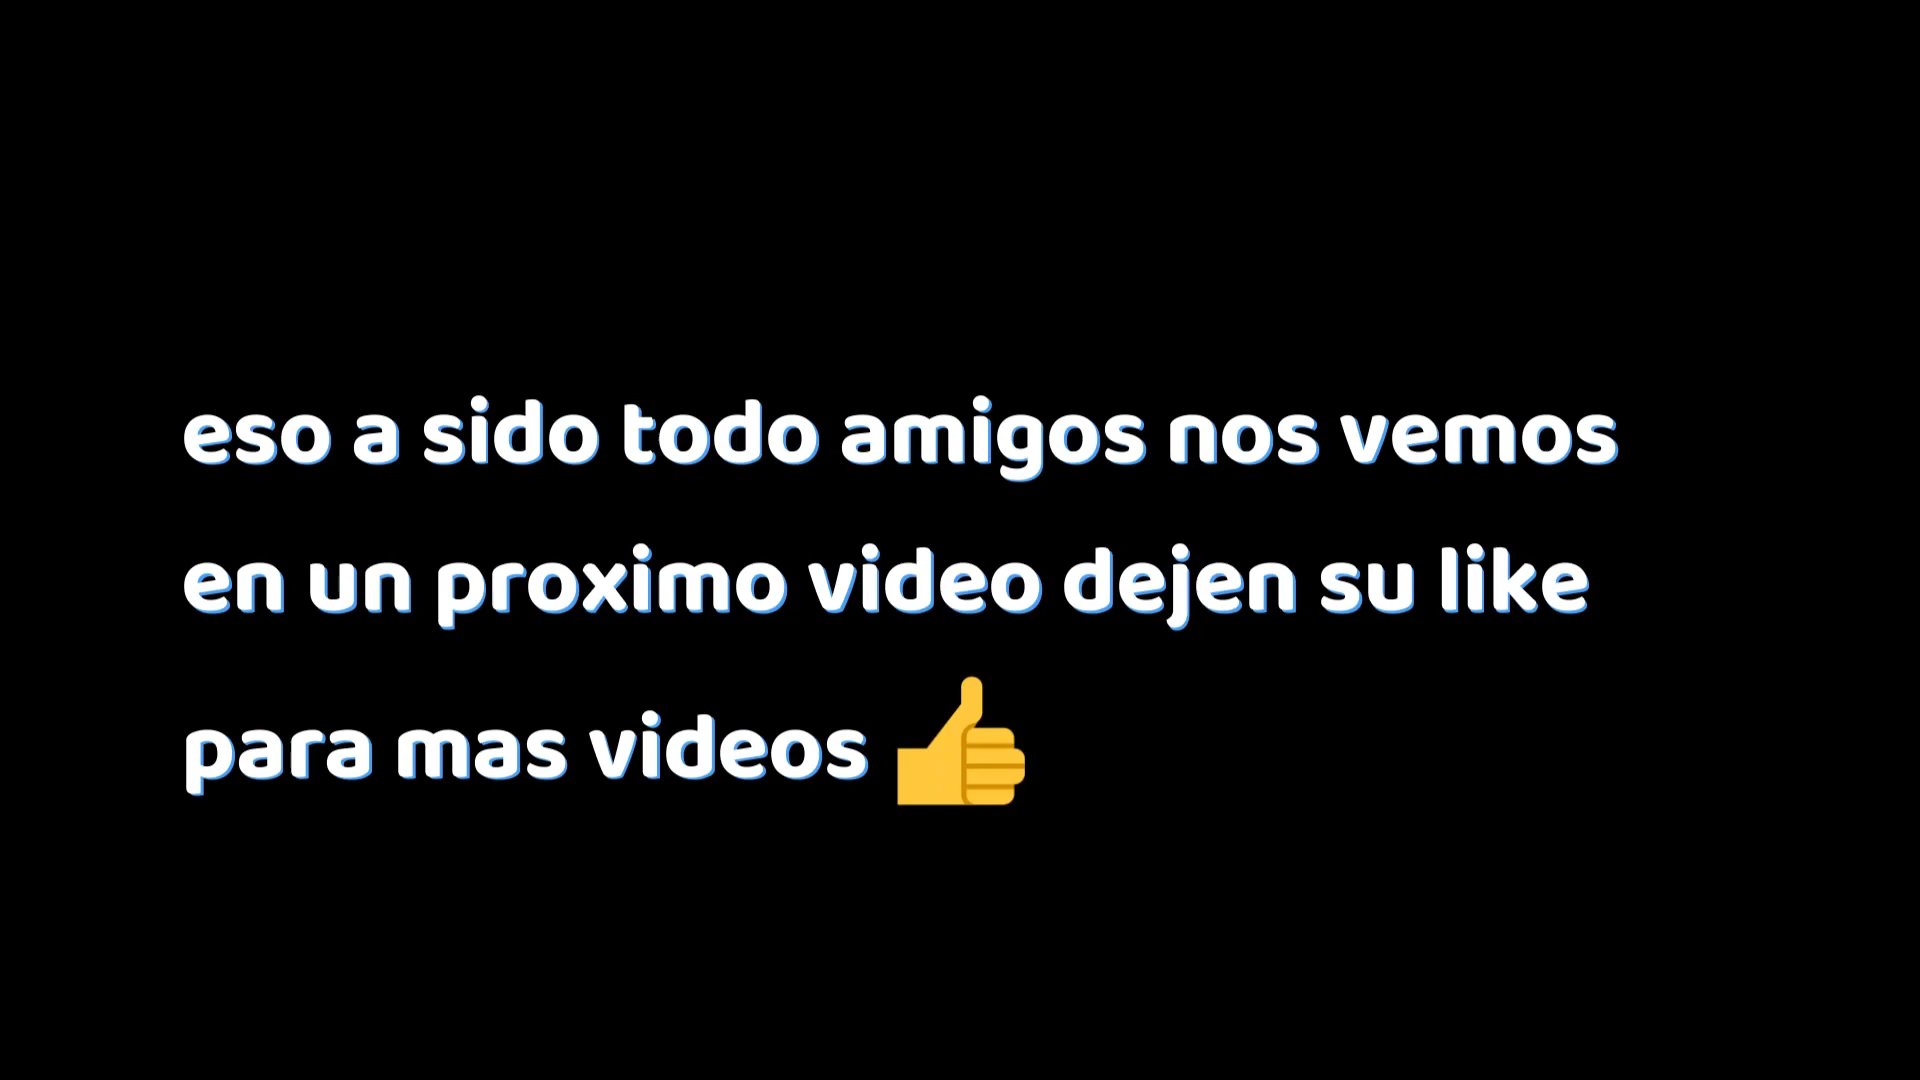 eso a sido todo amigos nos vemos
en un proximo video dejen su like
para mas videos 👍